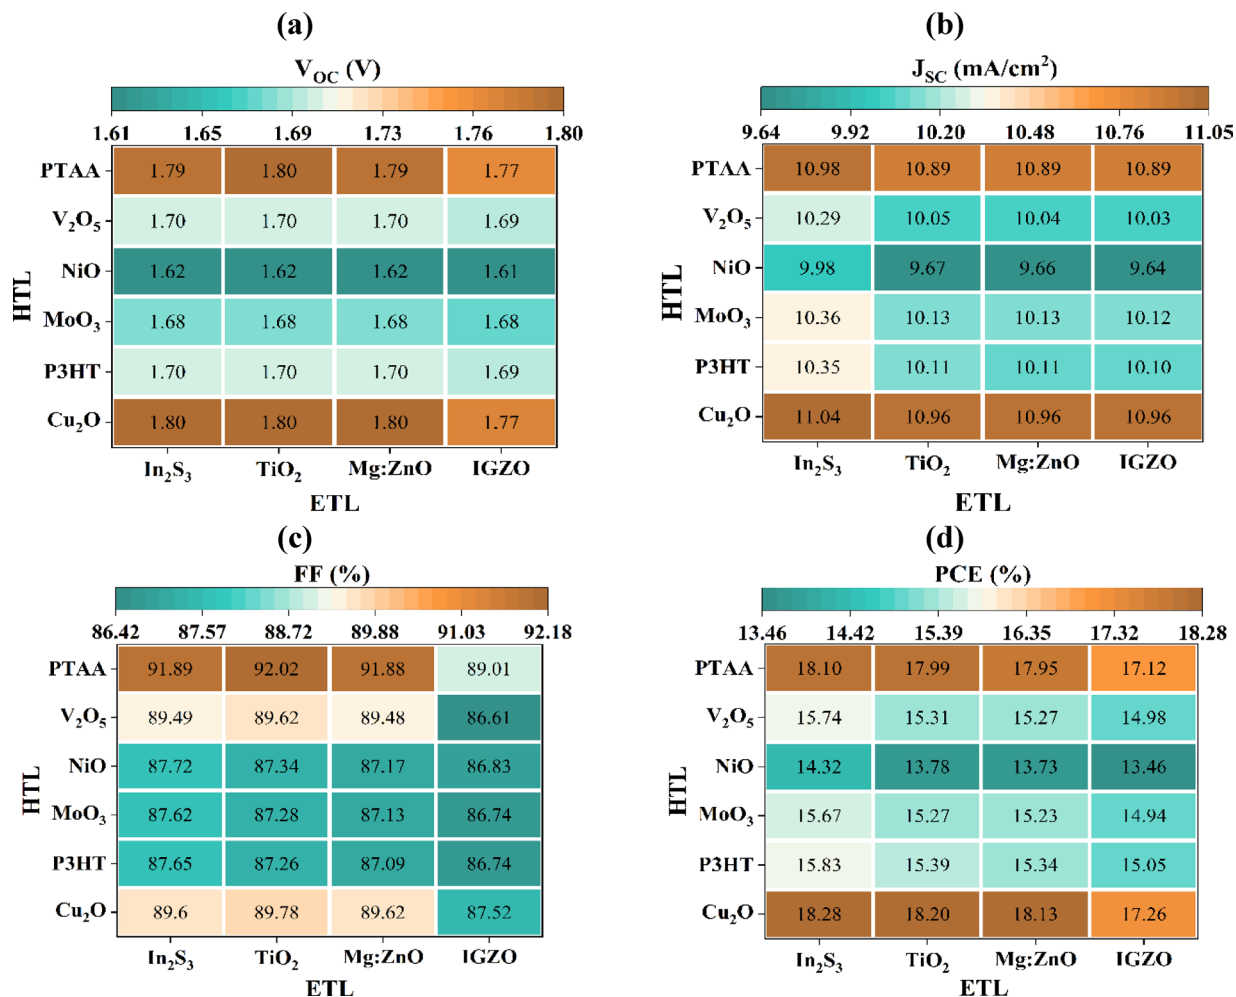 (a)
V_OC (V)
1.61 1.65 1.69 1.73 1.76 1.80
PTAA 1.79 1.80 1.79 1.77
V₂O₅ 1.70 1.70 1.70 1.69
NiO 1.62 1.62 1.62 1.61
MoO₃ 1.68 1.68 1.68 1.68
P3HT 1.70 1.70 1.70 1.69
Cu₂O 1.80 1.80 1.80 1.77
HTL
In₂S₃ TiO₂ Mg:ZnO IGZO
ETL
(b)
J_SC (mA/cm²)
9.64 9.92 10.20 10.48 10.76 11.05
PTAA 10.98 10.89 10.89 10.89
V₂O₅ 10.29 10.05 10.04 10.03
NiO 9.98 9.67 9.66 9.64
MoO₃ 10.36 10.13 10.13 10.12
P3HT 10.35 10.11 10.11 10.10
Cu₂O 11.04 10.96 10.96 10.96
HTL
In₂S₃ TiO₂ Mg:ZnO IGZO
ETL
(c)
FF (%)
86.42 87.57 88.72 89.88 91.03 92.18
PTAA 91.89 92.02 91.88 89.01
V₂O₅ 89.49 89.62 89.48 86.61
NiO 87.72 87.34 87.17 86.83
MoO₃ 87.62 87.28 87.13 86.74
P3HT 87.65 87.26 87.09 86.74
Cu₂O 89.6 89.78 89.62 87.52
HTL
In₂S₃ TiO₂ Mg:ZnO IGZO
ETL
(d)
PCE (%)
13.46 14.42 15.39 16.35 17.32 18.28
PTAA 18.10 17.99 17.95 17.12
V₂O₅ 15.74 15.31 15.27 14.98
NiO 14.32 13.78 13.73 13.46
MoO₃ 15.67 15.27 15.23 14.94
P3HT 15.83 15.39 15.34 15.05
Cu₂O 18.28 18.20 18.13 17.26
HTL
In₂S₃ TiO₂ Mg:ZnO IGZO
ETL